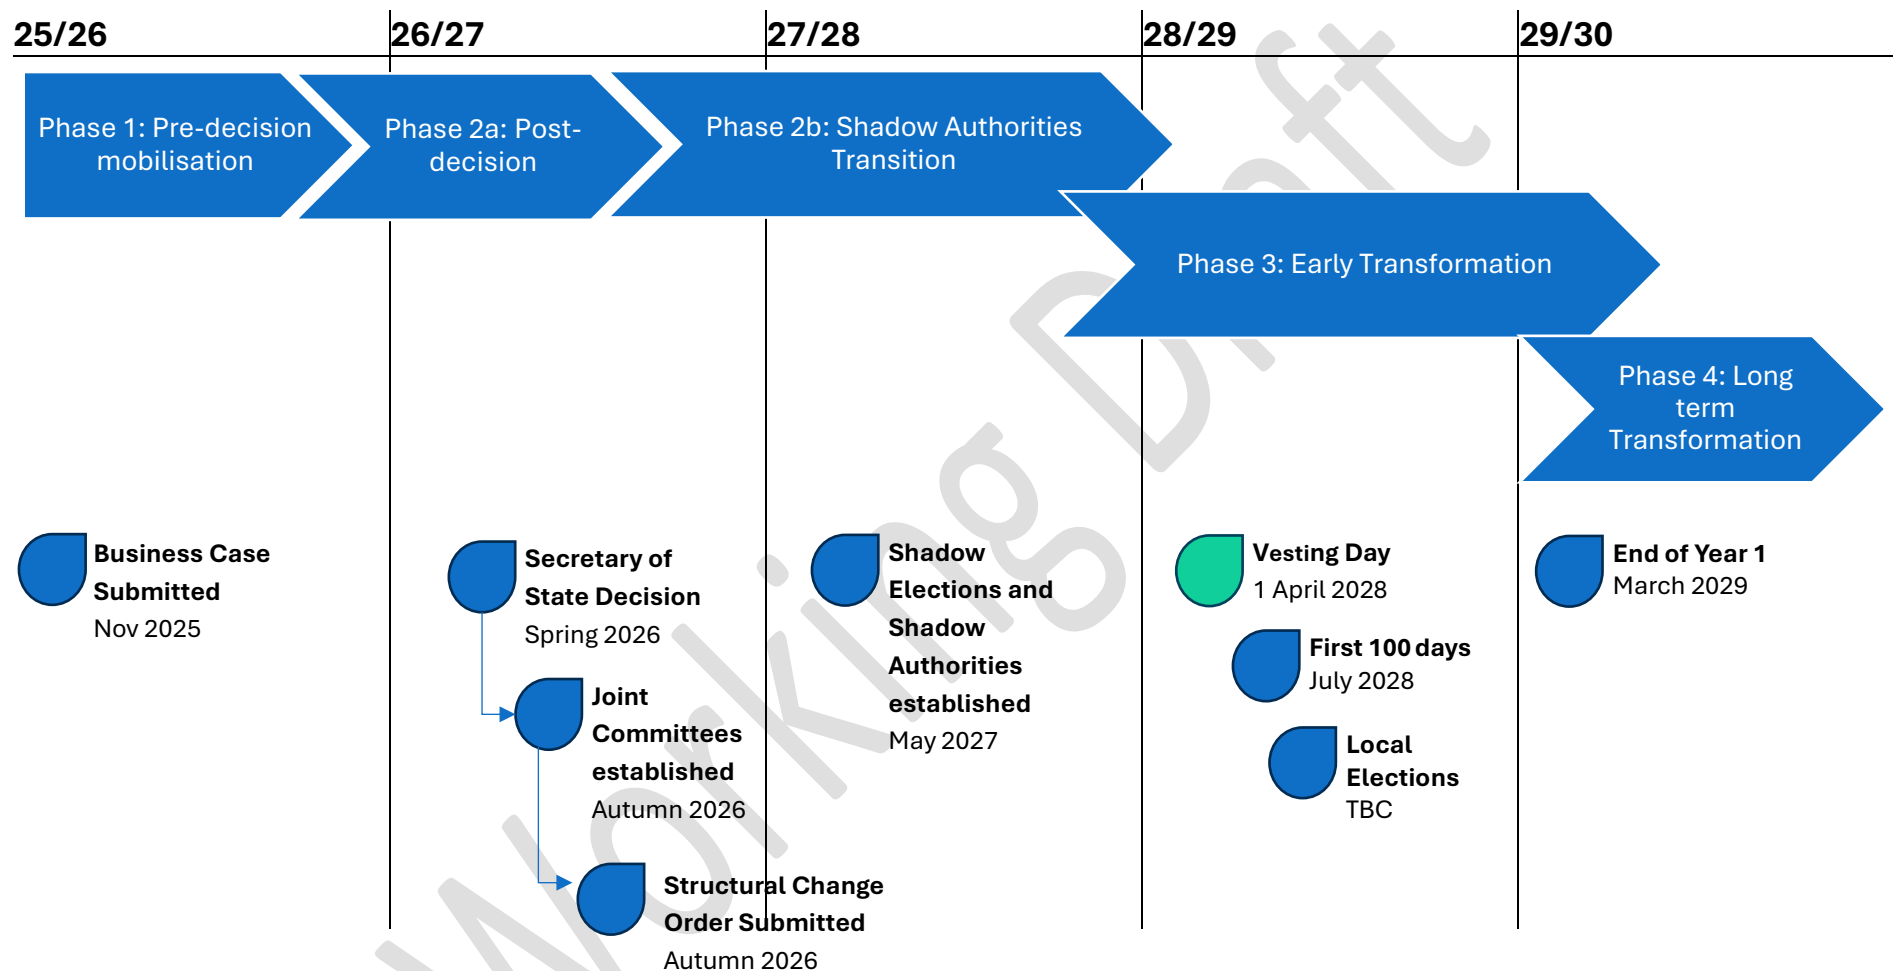 25/26
26/27
27/28
28/29
29/30
Phase 1: Pre-decision
mobilisation
Phase 2a: Post-
decision
Phase 2b: Shadow Authorities
Transition
Phase 3: Early Transformation
Phase 4: Long
term
Transformation
Business Case
Submitted
Nov 2025
Secretary of
State Decision
Spring 2026
Joint
Committees
established
Autumn 2026
Structural Change
Order Submitted
Autumn 2026
Shadow
Elections and
Shadow
Authorities
established
May 2027
Vesting Day
1 April 2028
First 100 days
July 2028
Local
Elections
TBC
End of Year 1
March 2029
Working Draft